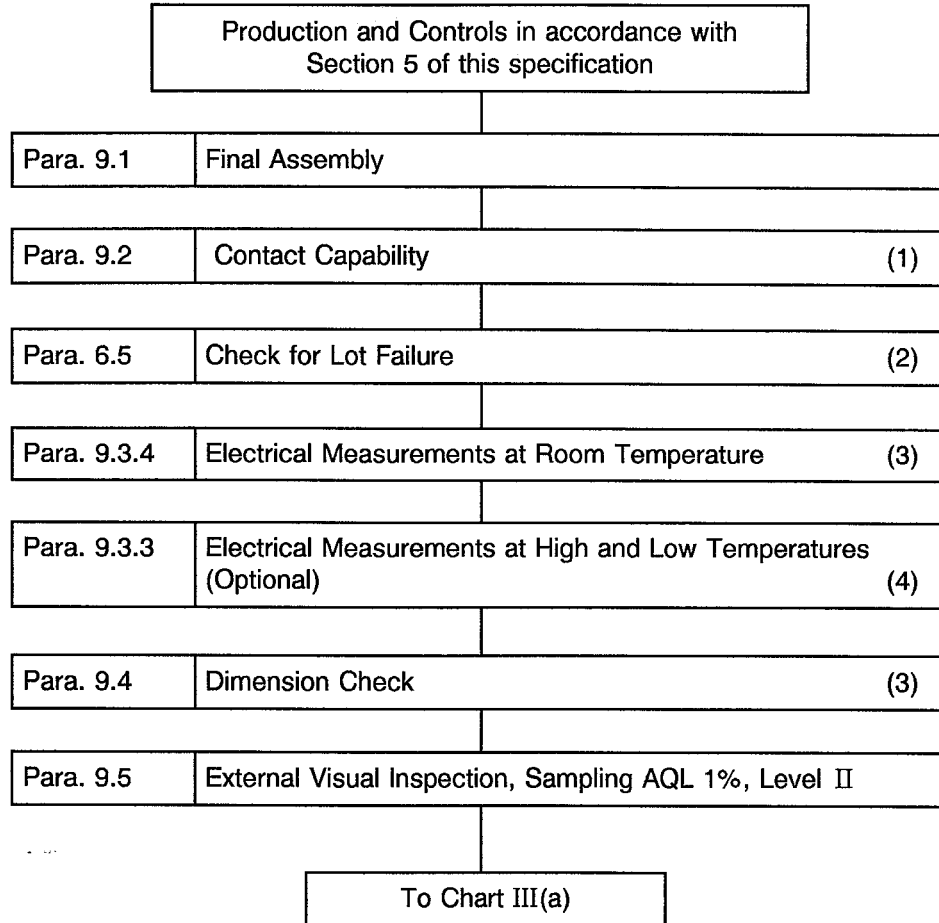 Production and Controls in accordance with
Section 5 of this specification
Para. 9.1 Final Assembly
Para. 9.2 Contact Capability (1)
Para. 6.5 Check for Lot Failure (2)
Para. 9.3.4 Electrical Measurements at Room Temperature (3)
Para. 9.3.3 Electrical Measurements at High and Low Temperatures
(Optional) (4)
Para. 9.4 Dimension Check (3)
Para. 9.5 External Visual Inspection, Sampling AQL 1%, Level II
To Chart III(a)